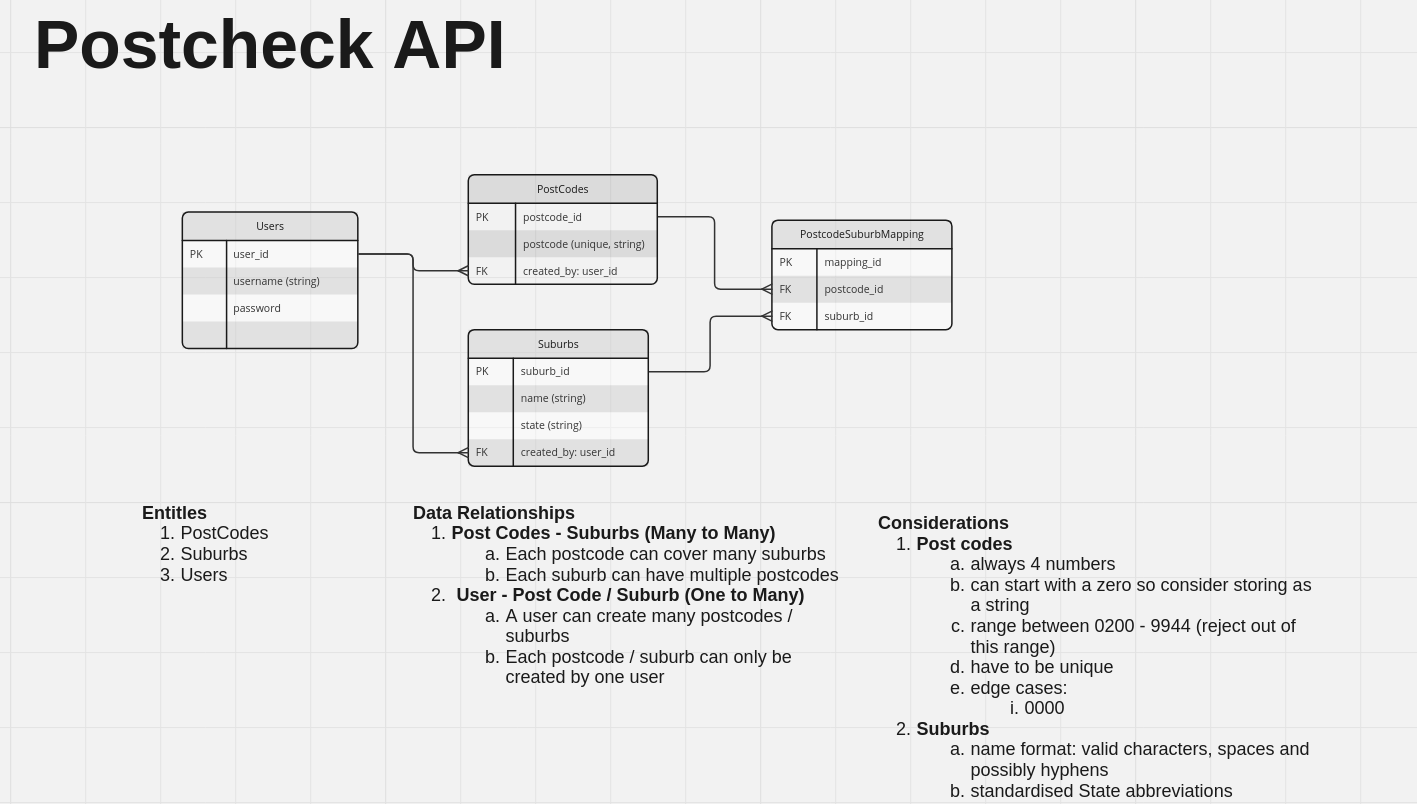 Postcheck API
Users
PK user_id
username (string)
password
PostCodes
PK postcode_id
postcode (unique, string)
FK created_by: user_id
Suburbs
PK suburb_id
name (string)
state (string)
FK created_by: user_id
PostcodeSuburbMapping
PK mapping_id
FK postcode_id
FK suburb_id
Entitles
1. PostCodes
2. Suburbs
3. Users
Data Relationships
1. Post Codes - Suburbs (Many to Many)
a. Each postcode can cover many suburbs
b. Each suburb can have multiple postcodes
2. User - Post Code / Suburb (One to Many)
a. A user can create many postcodes /
suburbs
b. Each postcode / suburb can only be
created by one user
Considerations
1. Post codes
a. always 4 numbers
b. can start with a zero so consider storing as
a string
c. range between 0200 - 9944 (reject out of
this range)
d. have to be unique
e. edge cases:
i. 0000
2. Suburbs
a. name format: valid characters, spaces and
possibly hyphens
b. standardised State abbreviations